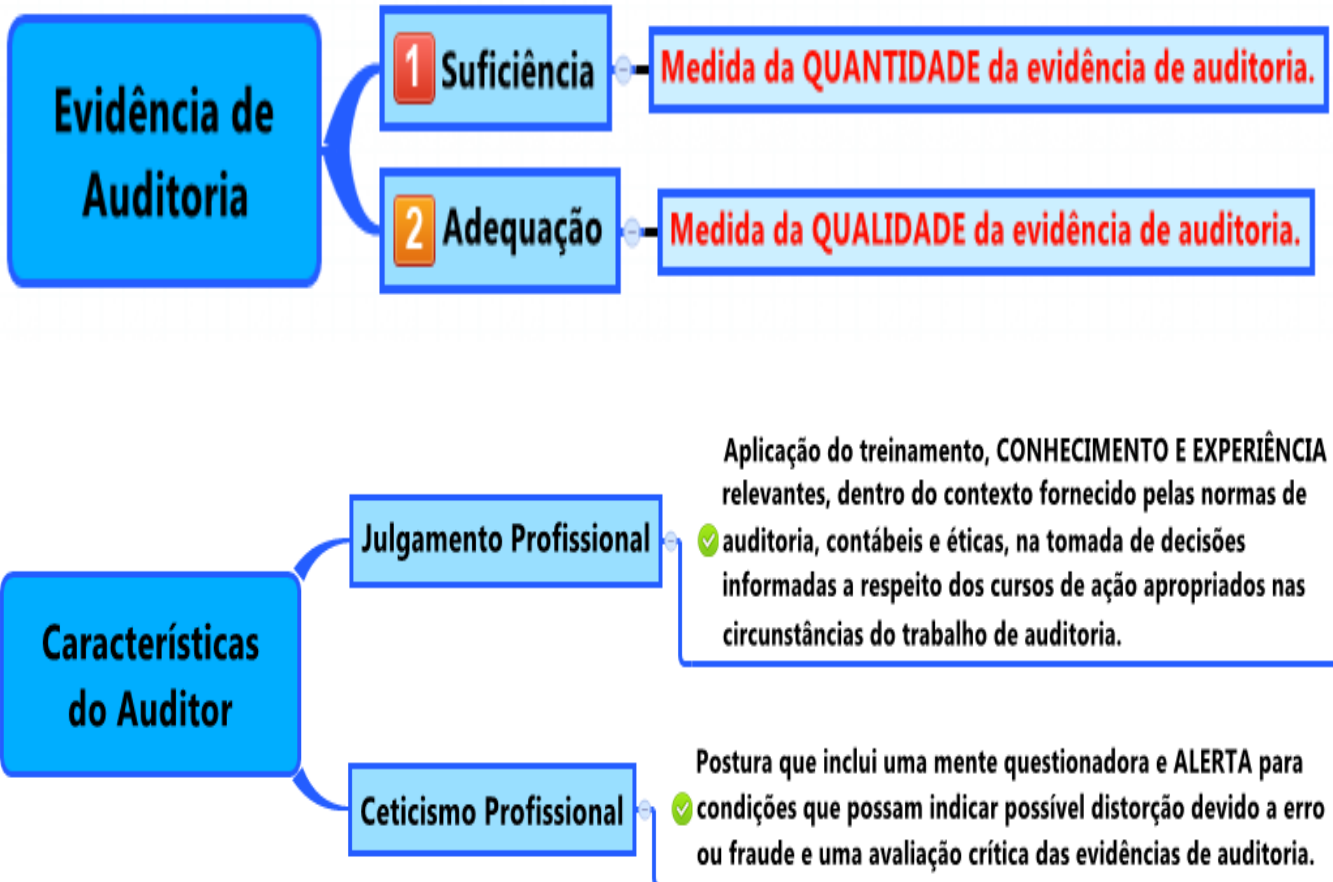 Evidência de
Auditoria
1 Suficiência
Medida da QUANTIDADE da evidência de auditoria.
2 Adequação
Medida da QUALIDADE da evidência de auditoria.
Características
do Auditor
Julgamento Profissional
Aplicação do treinamento, CONHECIMENTO E EXPERIÊNCIA
relevantes, dentro do contexto fornecido pelas normas de
auditoria, contábeis e éticas, na tomada de decisões
informadas a respeito dos cursos de ação apropriados nas
circunstâncias do trabalho de auditoria.
Ceticismo Profissional
Postura que inclui uma mente questionadora e ALERTA para
condições que possam indicar possível distorção devido a erro
ou fraude e uma avaliação crítica das evidências de auditoria.